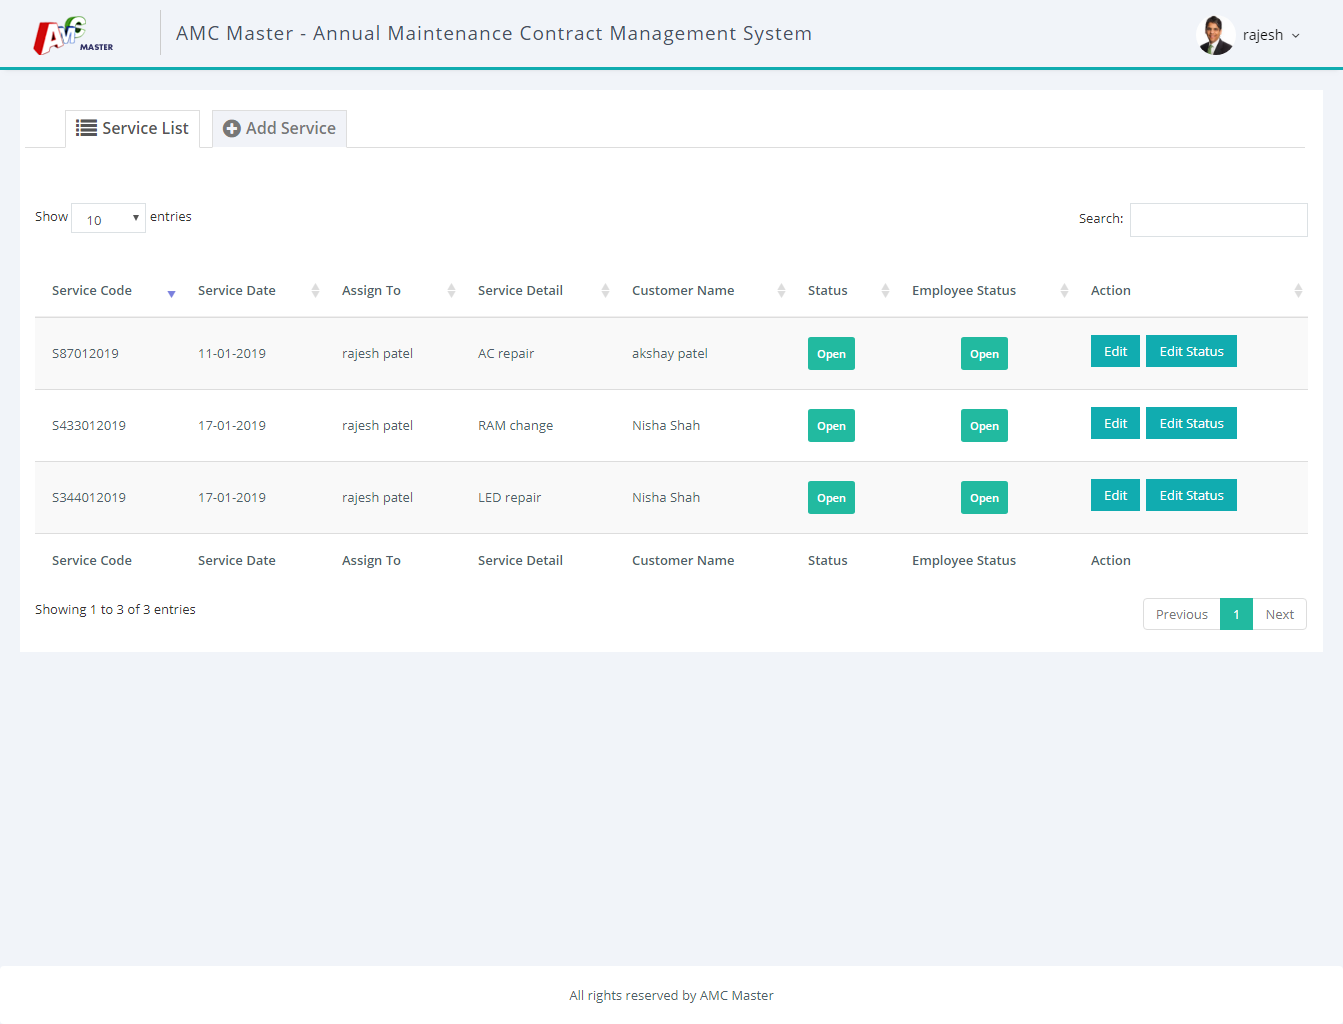 AMC MASTER
AMC Master - Annual Maintenance Contract Management System
rajesh
Service List
Add Service
Show 10 entries
Search:
Service Code Service Date Assign To Service Detail Customer Name Status Employee Status Action
S87012019 11-01-2019 rajesh patel AC repair akshay patel Open Open Edit Edit Status
S433012019 17-01-2019 rajesh patel RAM change Nisha Shah Open Open Edit Edit Status
S344012019 17-01-2019 rajesh patel LED repair Nisha Shah Open Open Edit Edit Status
Service Code Service Date Assign To Service Detail Customer Name Status Employee Status Action
Showing 1 to 3 of 3 entries
Previous 1 Next
All rights reserved by AMC Master